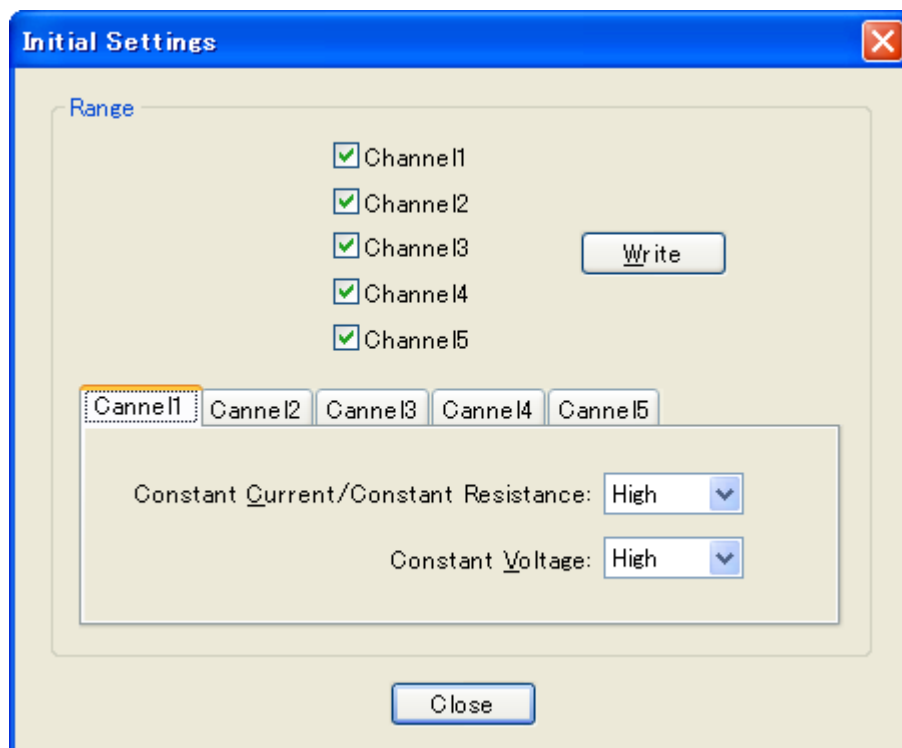 Initial Settings
Range
Channel1
Channel2
Channel3
Write
Channel4
Channel5
Cannel1 Cannel2 Cannel3 Cannel4 Cannel5
Constant Current/Constant Resistance: High
Constant Voltage: High
Close